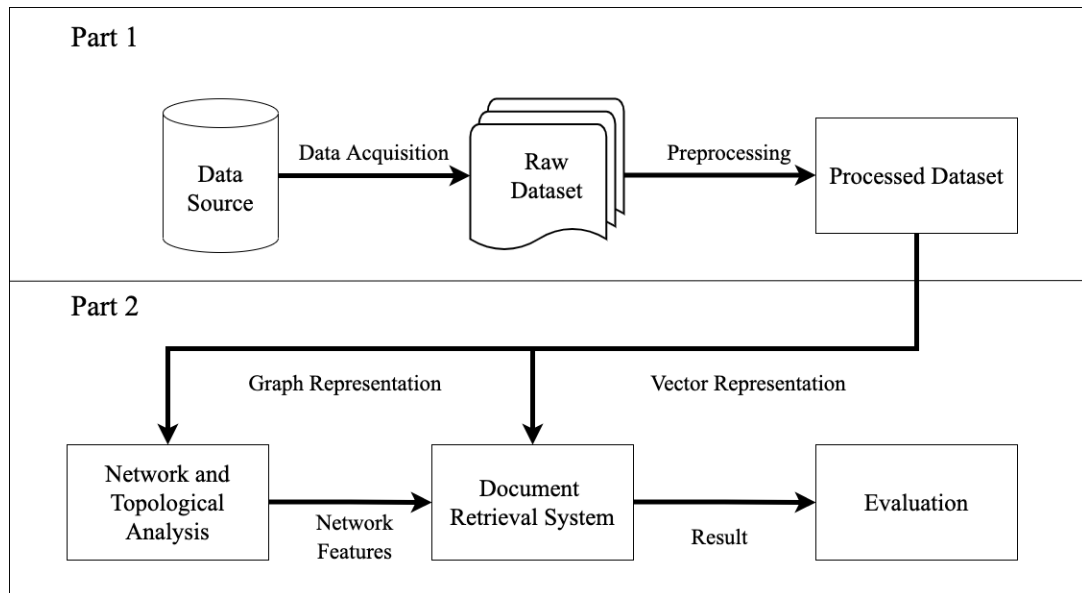 Part 1
Data
Source
Data Acquisition
Raw
Dataset
Preprocessing
Processed Dataset
Part 2
Graph Representation
Vector Representation
Network and
Topological
Analysis
Network
Features
Document
Retrieval System
Result
Evaluation